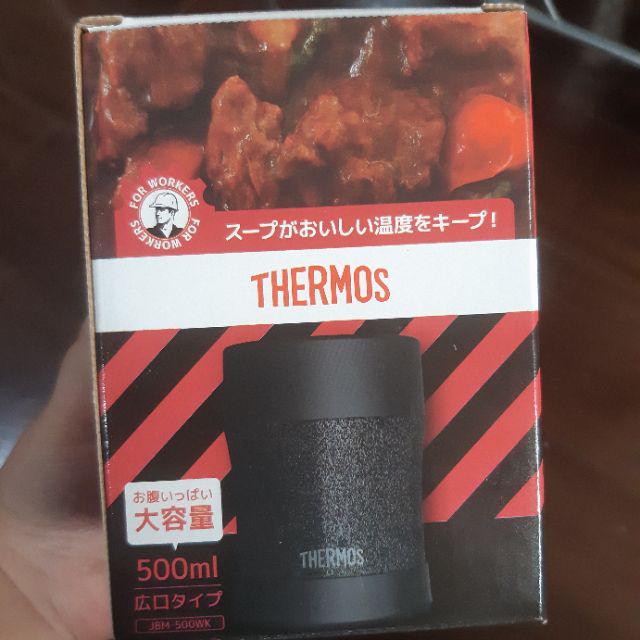 FOR WORKERS FOR WORKERS
スープがおいしい温度をキープ!
THERMOS
THERMOS
お腹いっぱい
大容量
500ml
広口タイプ
JBM-500WK